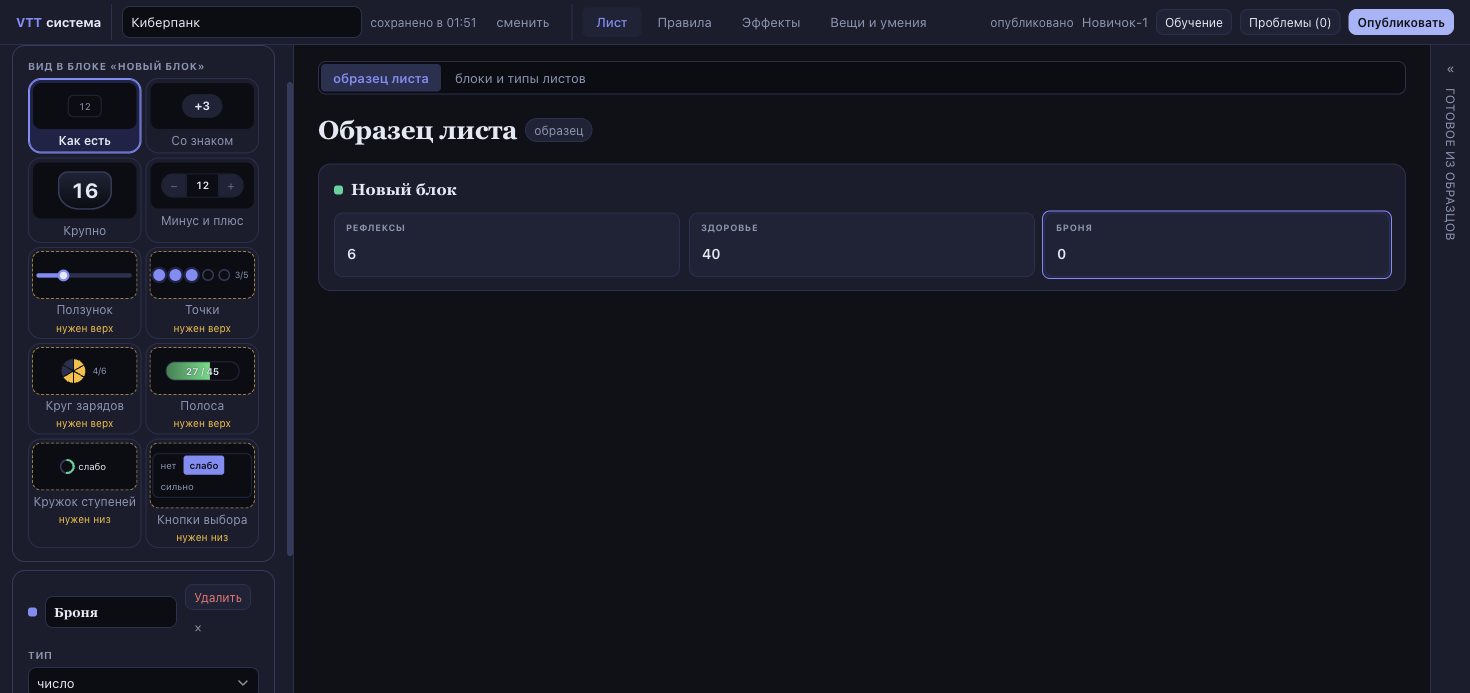 VTT система
Киберпанк
сохранено в 01:51
сменить
Лист
Правила
Эффекты
Вещи и умения
опубликовано
Новичок-1
Обучение
Проблемы (0)
Опубликовать
ВИД В БЛОКЕ «НОВЫЙ БЛОК»
12
Как есть
+3
Со знаком
16
Крупно
− 12 +
Минус и плюс
Ползунок
нужен верх
3/5
Точки
нужен верх
4/6
Круг зарядов
нужен верх
27 / 45
Полоса
нужен верх
слабо
Кружок ступеней
нужен низ
нет слабо
сильно
Кнопки выбора
нужен низ
Броня
Удалить
×
ТИП
число
образец листа
блоки и типы листов
Образец листа
образец
Новый блок
РЕФЛЕКСЫ
6
ЗДОРОВЬЕ
40
БРОНЯ
0
«
ГОТОВОЕ ИЗ ОБРАЗЦОВ